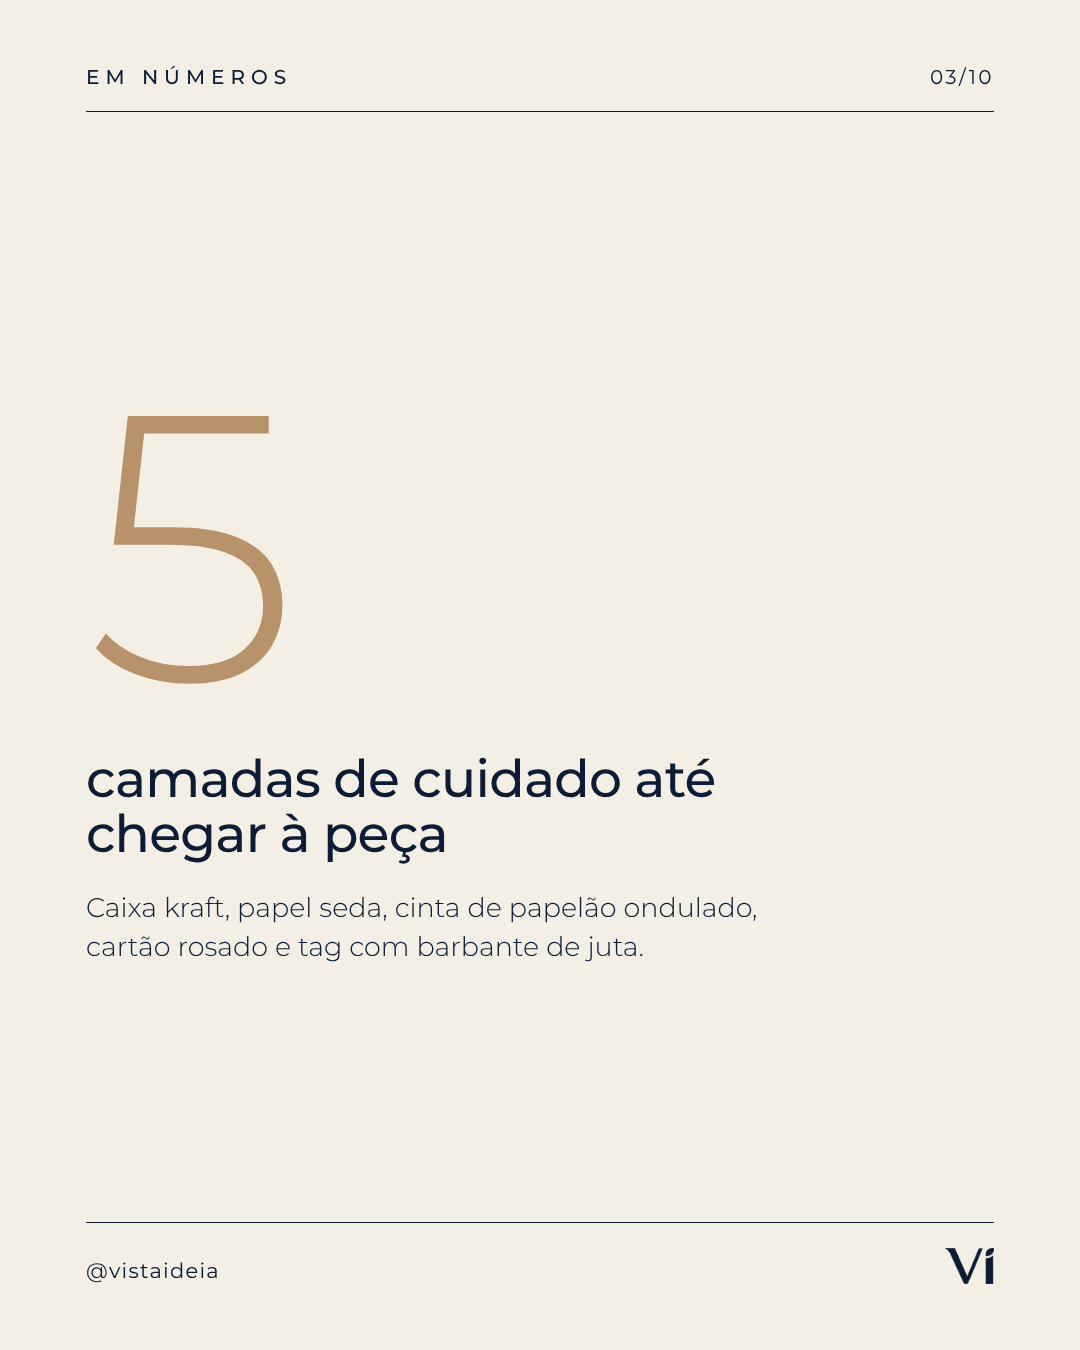 EM NÚMEROS
03/10
5
camadas de cuidado até
chegar à peça
Caixa kraft, papel seda, cinta de papelão ondulado,
cartão rosado e tag com barbante de juta.
@vistaideia
Vi